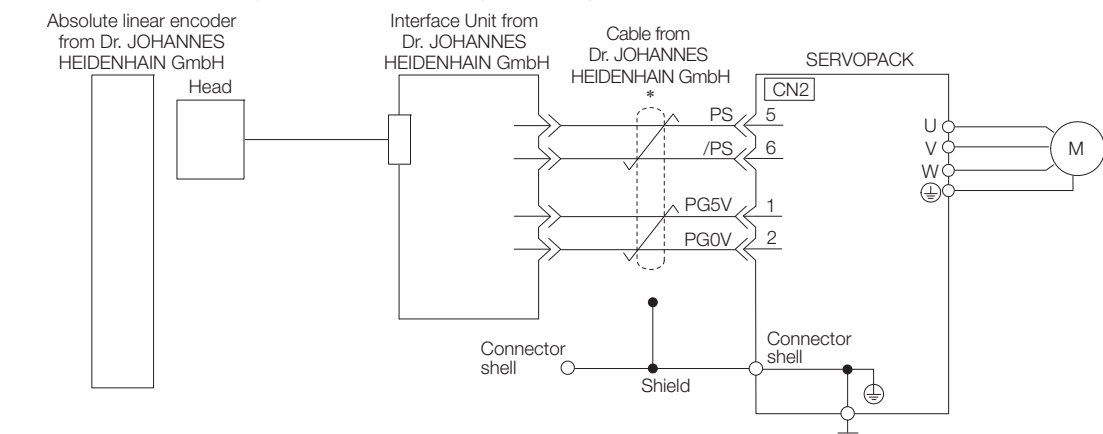 Absolute linear encoder
from Dr. JOHANNES
HEIDENHAIN GmbH
Head
Interface Unit from
Dr. JOHANNES
HEIDENHAIN GmbH
Cable from
Dr. JOHANNES
HEIDENHAIN GmbH
*
SERVOPACK
CN2
PS
5
/PS
6
PG5V
1
PG0V
2
U
V
W
M
Connector
shell
Shield
Connector
shell